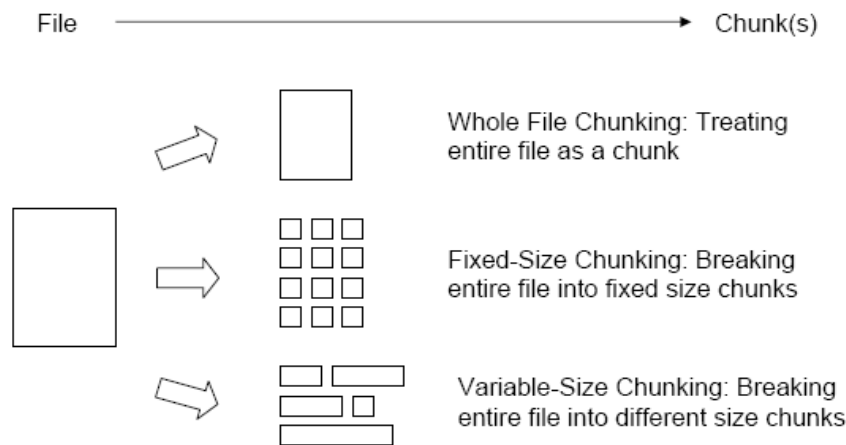 File
Chunk(s)
Whole File Chunking: Treating
entire file as a chunk
Fixed-Size Chunking: Breaking
entire file into fixed size chunks
Variable-Size Chunking: Breaking
entire file into different size chunks